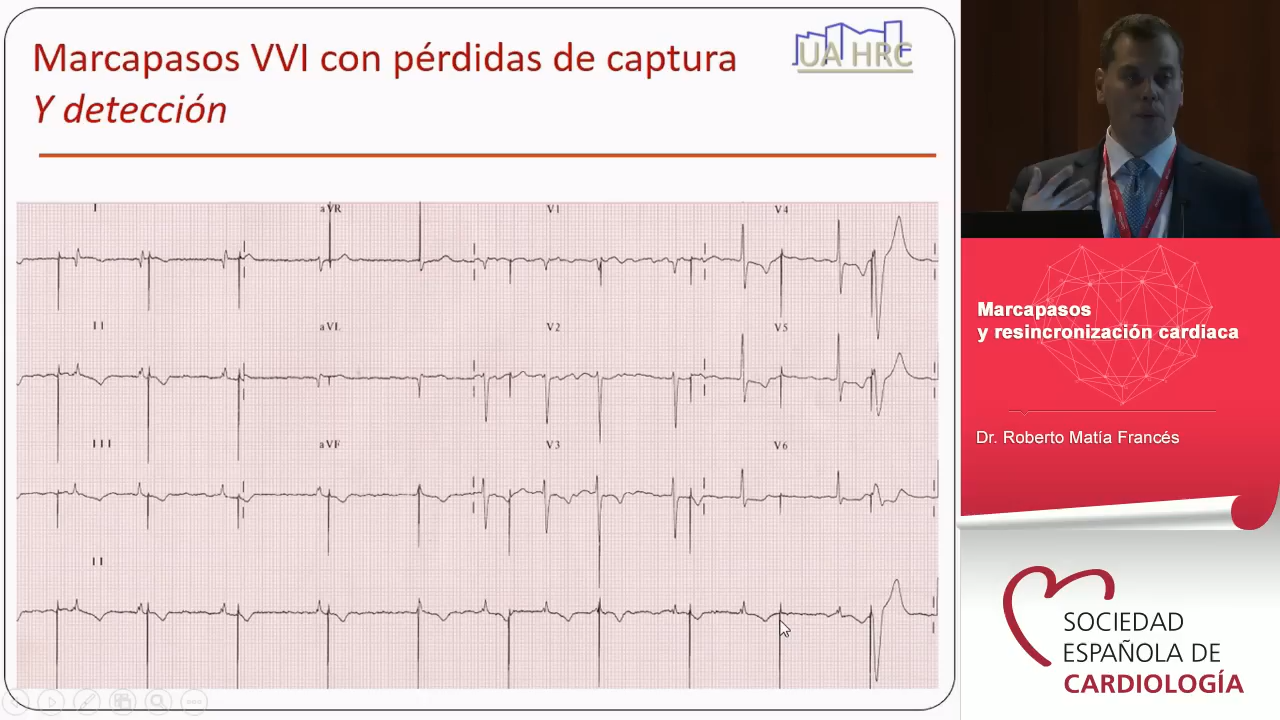 Marcapasos VVI con pérdidas de captura
Y detección
UA HRC
I
aVR
V1
V4
II
aVL
V2
V5
III
aVF
V3
V6
II
Marcapasos
y resincronización cardiaca
Dr. Roberto Matía Francés
SOCIEDAD
ESPAÑOLA DE
CARDIOLOGÍA